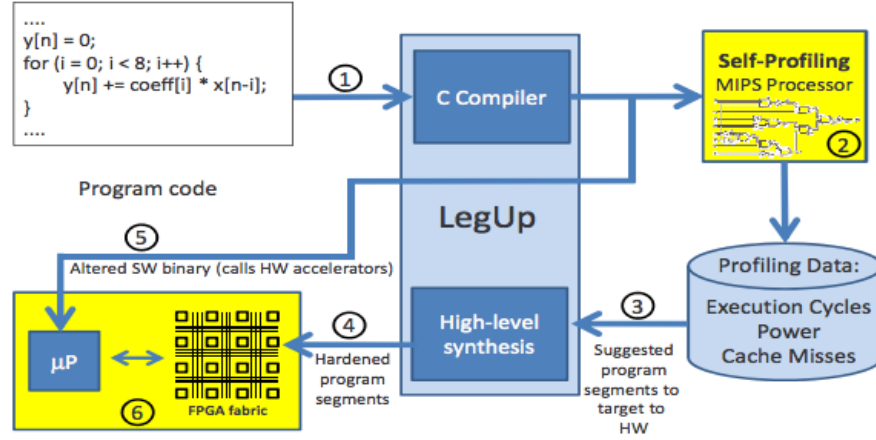 ....
y[n] = 0;
for (i = 0; i < 8; i++) {
y[n] += coeff[i] * x[n-i];
}
....
Program code
1
C Compiler
LegUp
High-level
synthesis
Self-Profiling
MIPS Processor
2
Profiling Data:
Execution Cycles
Power
Cache Misses
3
Suggested
program
segments to
target to
HW
4
Hardened
program
segments
5
Altered SW binary (calls HW accelerators)
μP
FPGA fabric
6